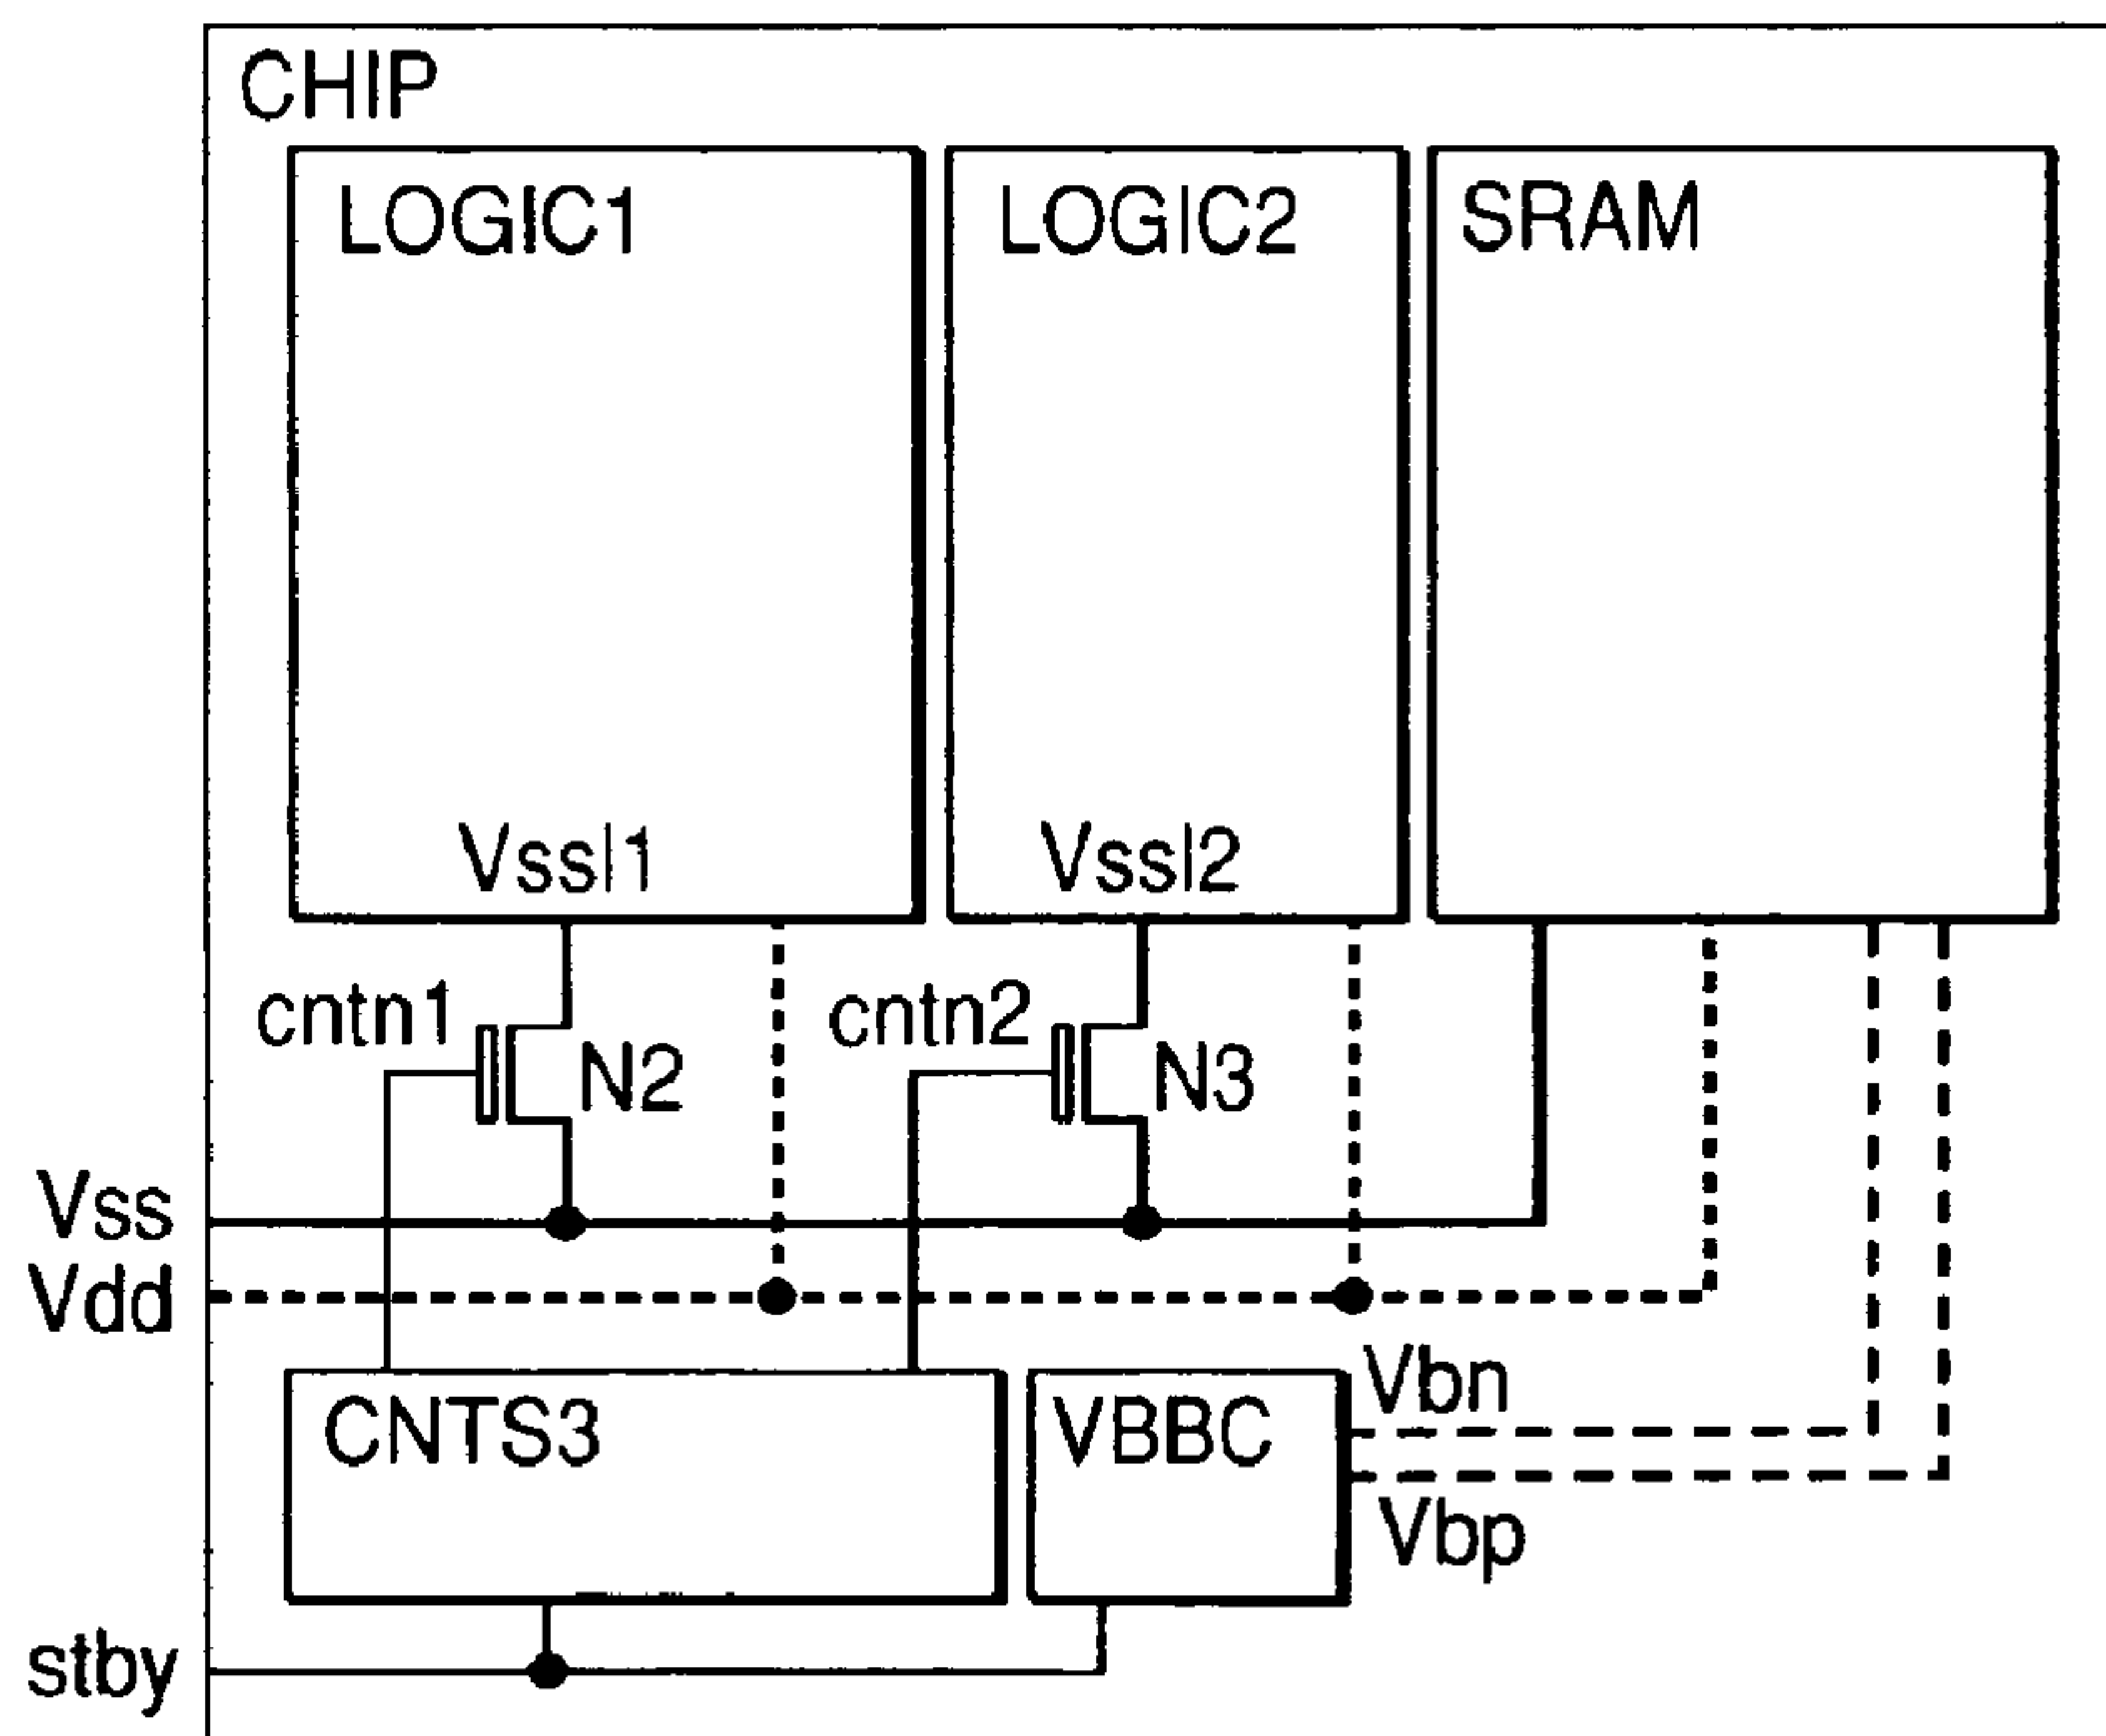 CHIP
LOGIC1 LOGIC2 SRAM
Vssl1 Vssl2
cntn1 N2 cntn2 N3
Vss
Vdd
CNTS3 VBBC Vbn
Vbp
stby